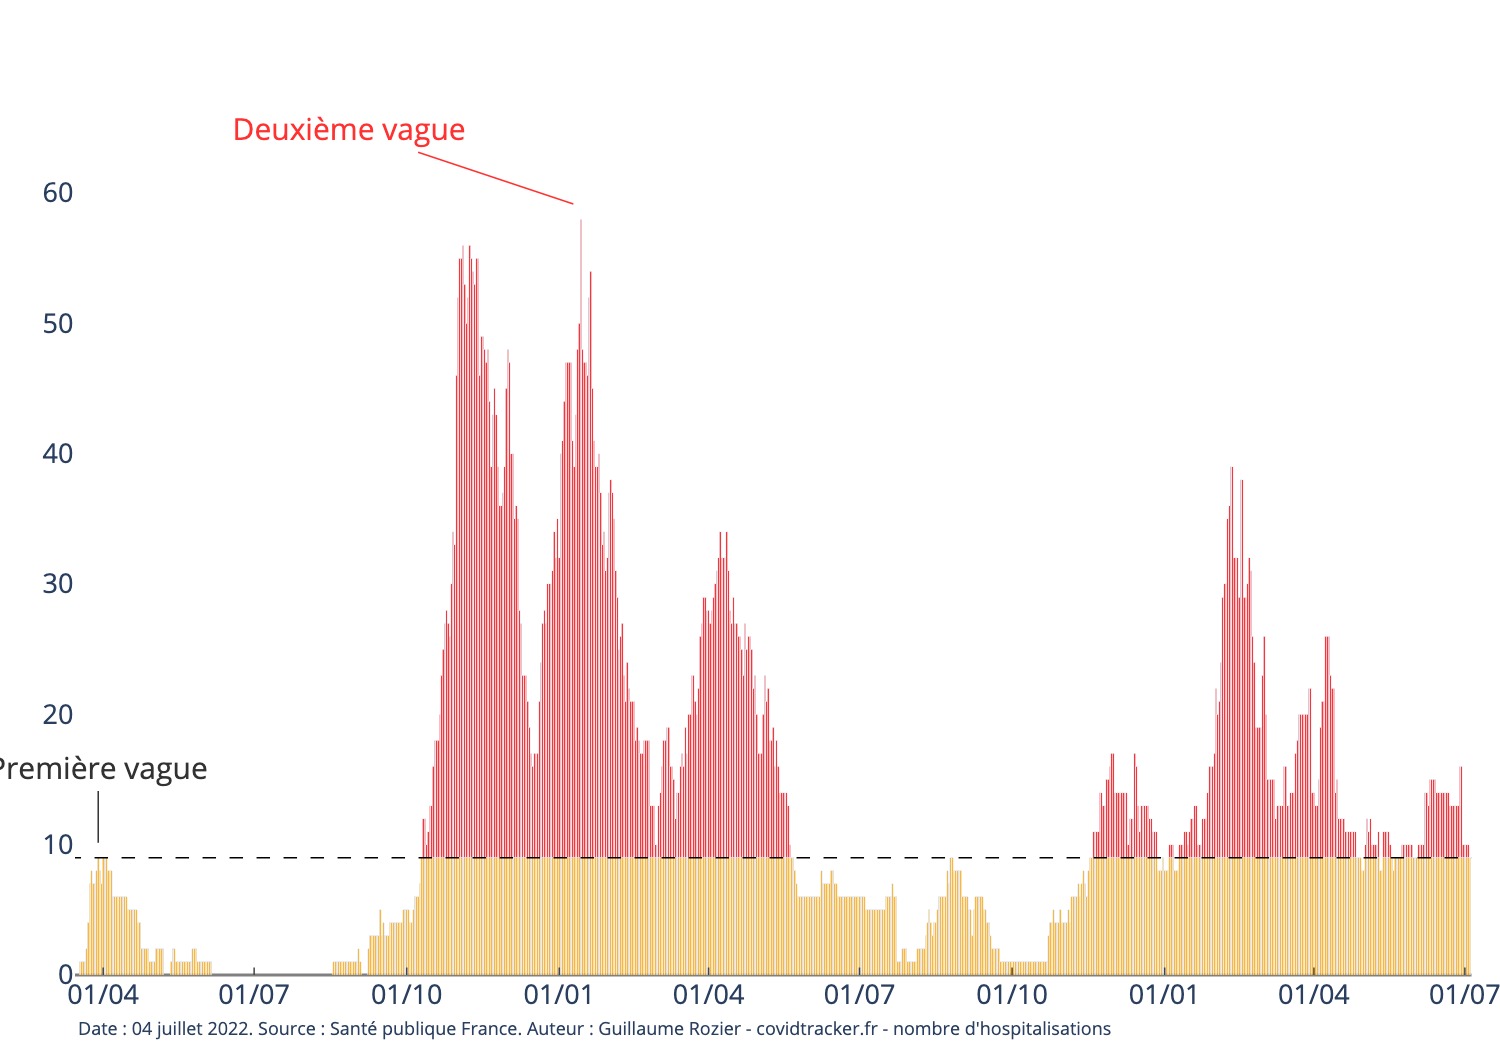 Deuxième vague
60
50
40
30
20
Première vague
10
0
01/04 01/07 01/10 01/01 01/04 01/07 01/10 01/01 01/04 01/07
Date : 04 juillet 2022. Source : Santé publique France. Auteur : Guillaume Rozier - covidtracker.fr - nombre d'hospitalisations